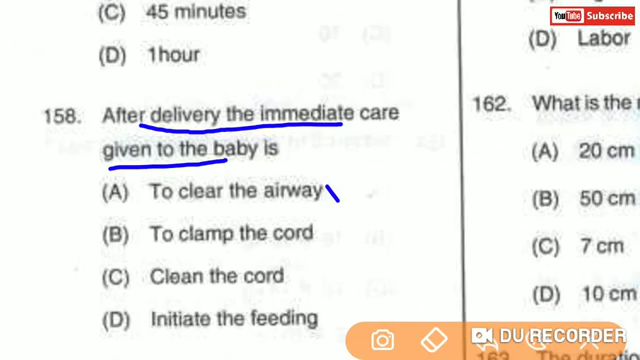 (C) 45 minutes
(D) 1hour
158. After delivery the immediate care
given to the baby is
(A) To clear the airway
(B) To clamp the cord
(C) Clean the cord
(D) Initiate the feeding
YouTube Subscribe
(D) Labor
162. What is the
(A) 20 cm
(B) 50 cm
(C) 7 cm
(D) 10 cm
DU RECORDER